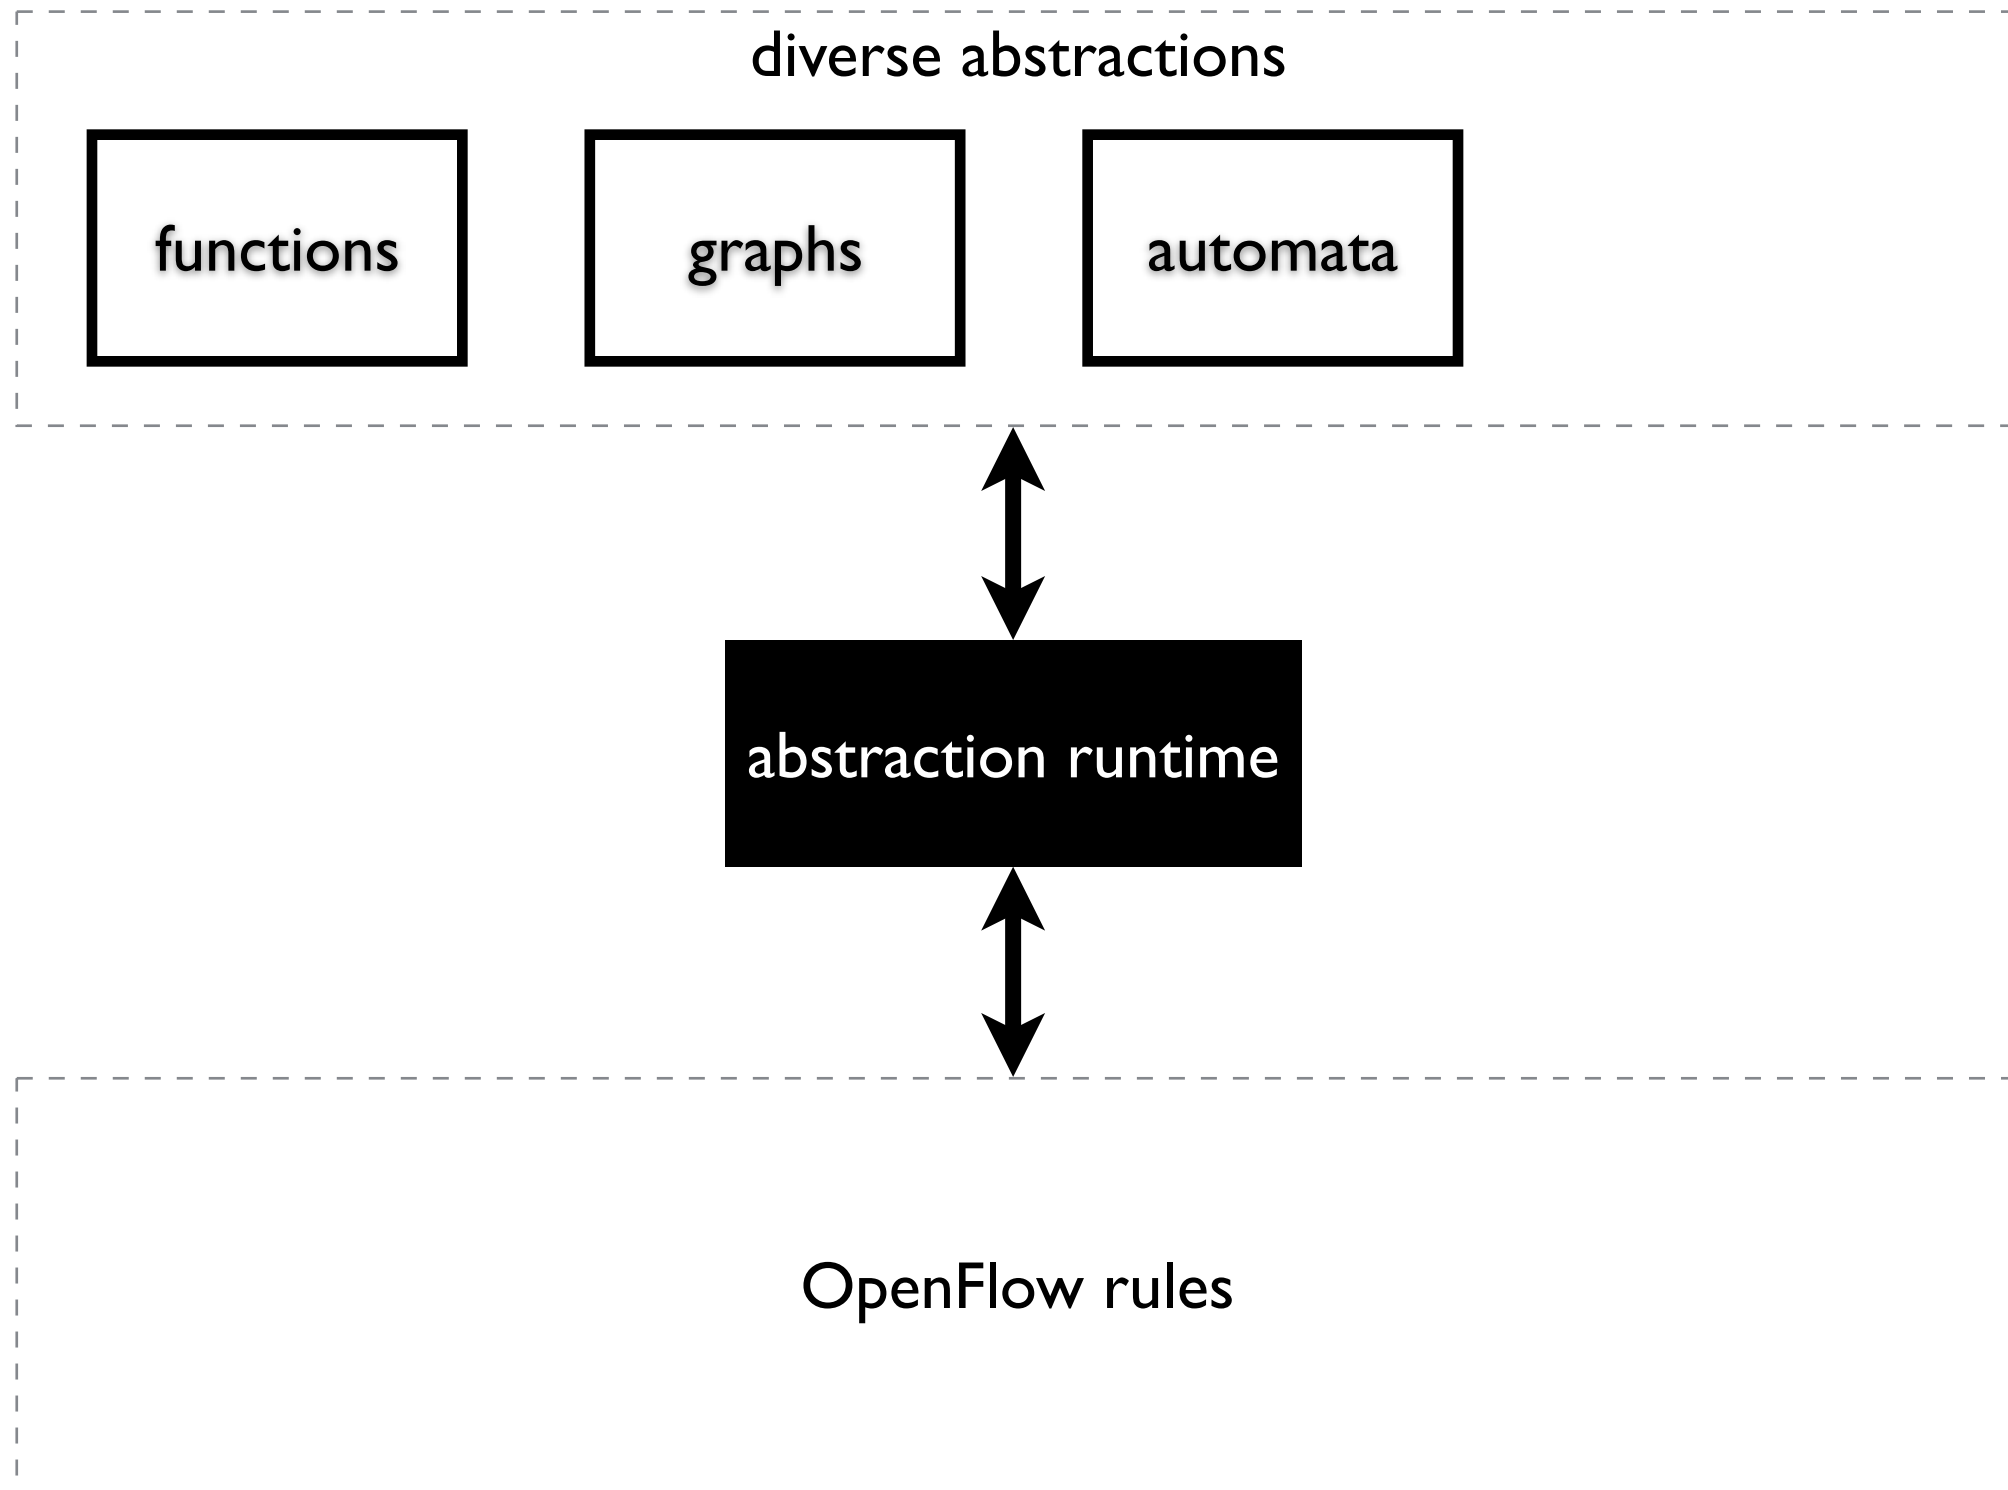 diverse abstractions
functions graphs automata
abstraction runtime
OpenFlow rules